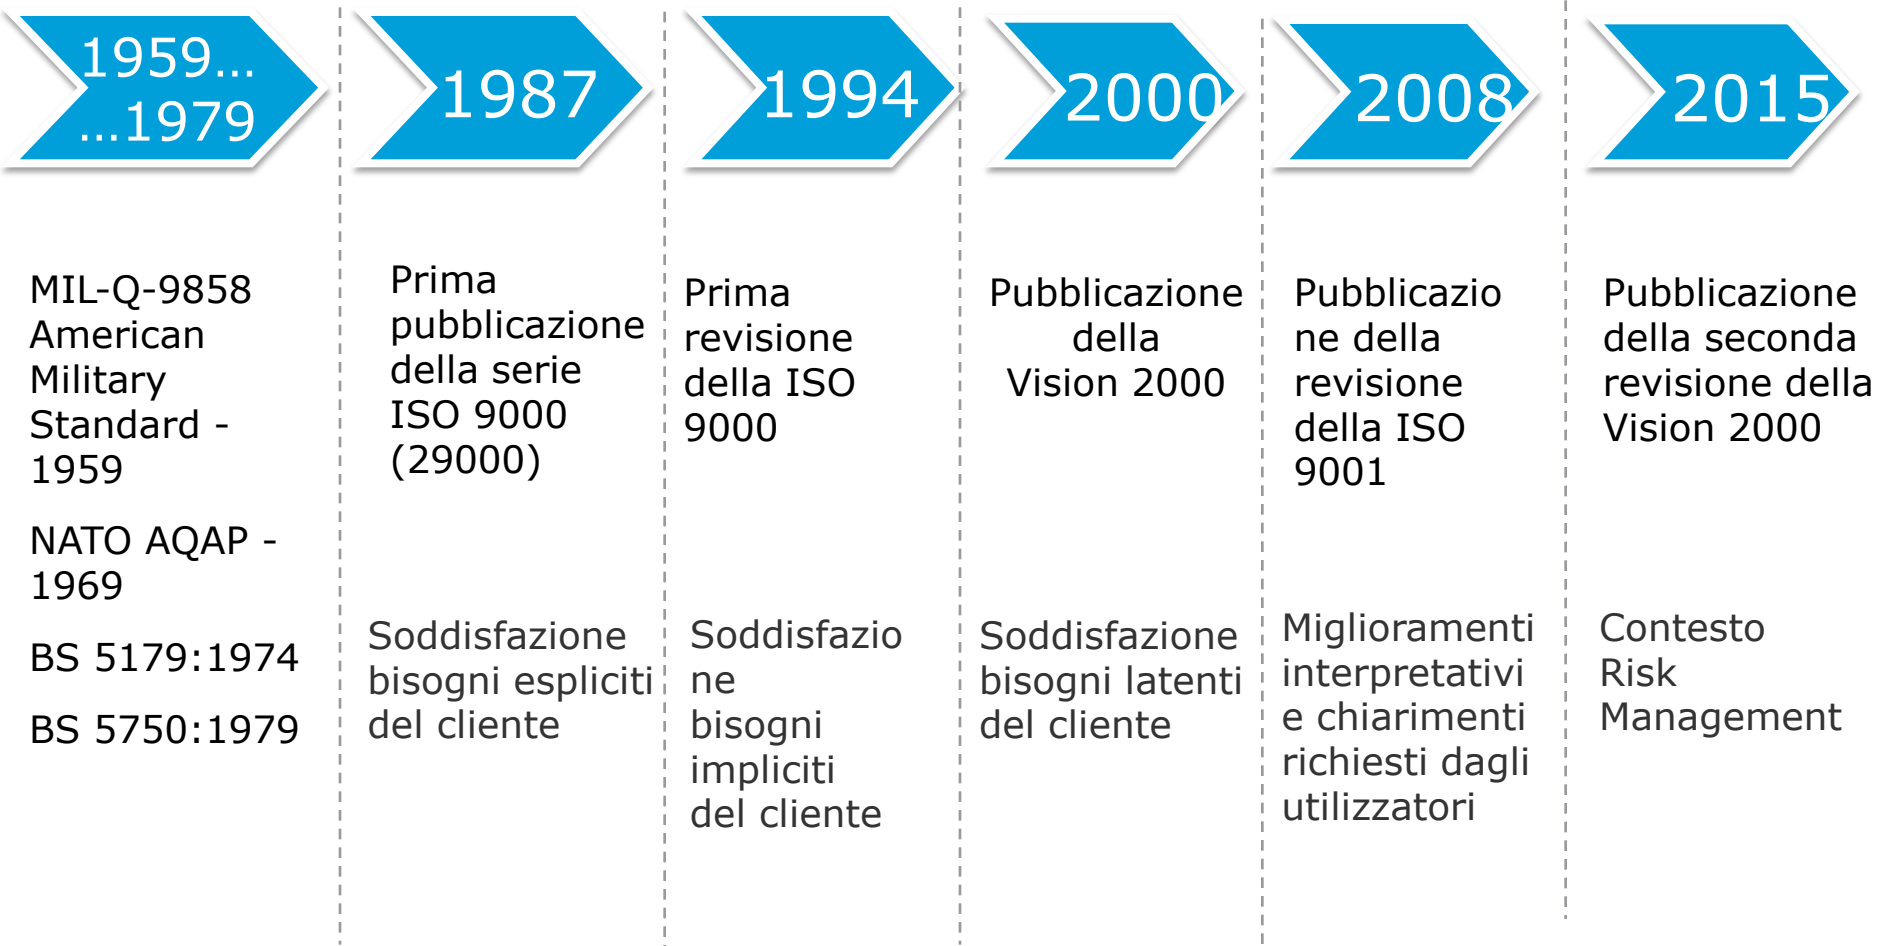 1959…
…1979
MIL-Q-9858
American
Military
Standard -
1959
NATO AQAP -
1969
BS 5179:1974
BS 5750:1979
1987
Prima
pubblicazione
della serie
ISO 9000
(29000)
Soddisfazione
bisogni espliciti
del cliente
1994
Prima
revisione
della ISO
9000
Soddisfazio
ne
bisogni
impliciti
del cliente
2000
Pubblicazione
della
Vision 2000
Soddisfazione
bisogni latenti
del cliente
2008
Pubblicazio
ne della
revisione
della ISO
9001
Miglioramenti
interpretativi
e chiarimenti
richiesti dagli
utilizzatori
2015
Pubblicazione
della seconda
revisione della
Vision 2000
Contesto
Risk
Management